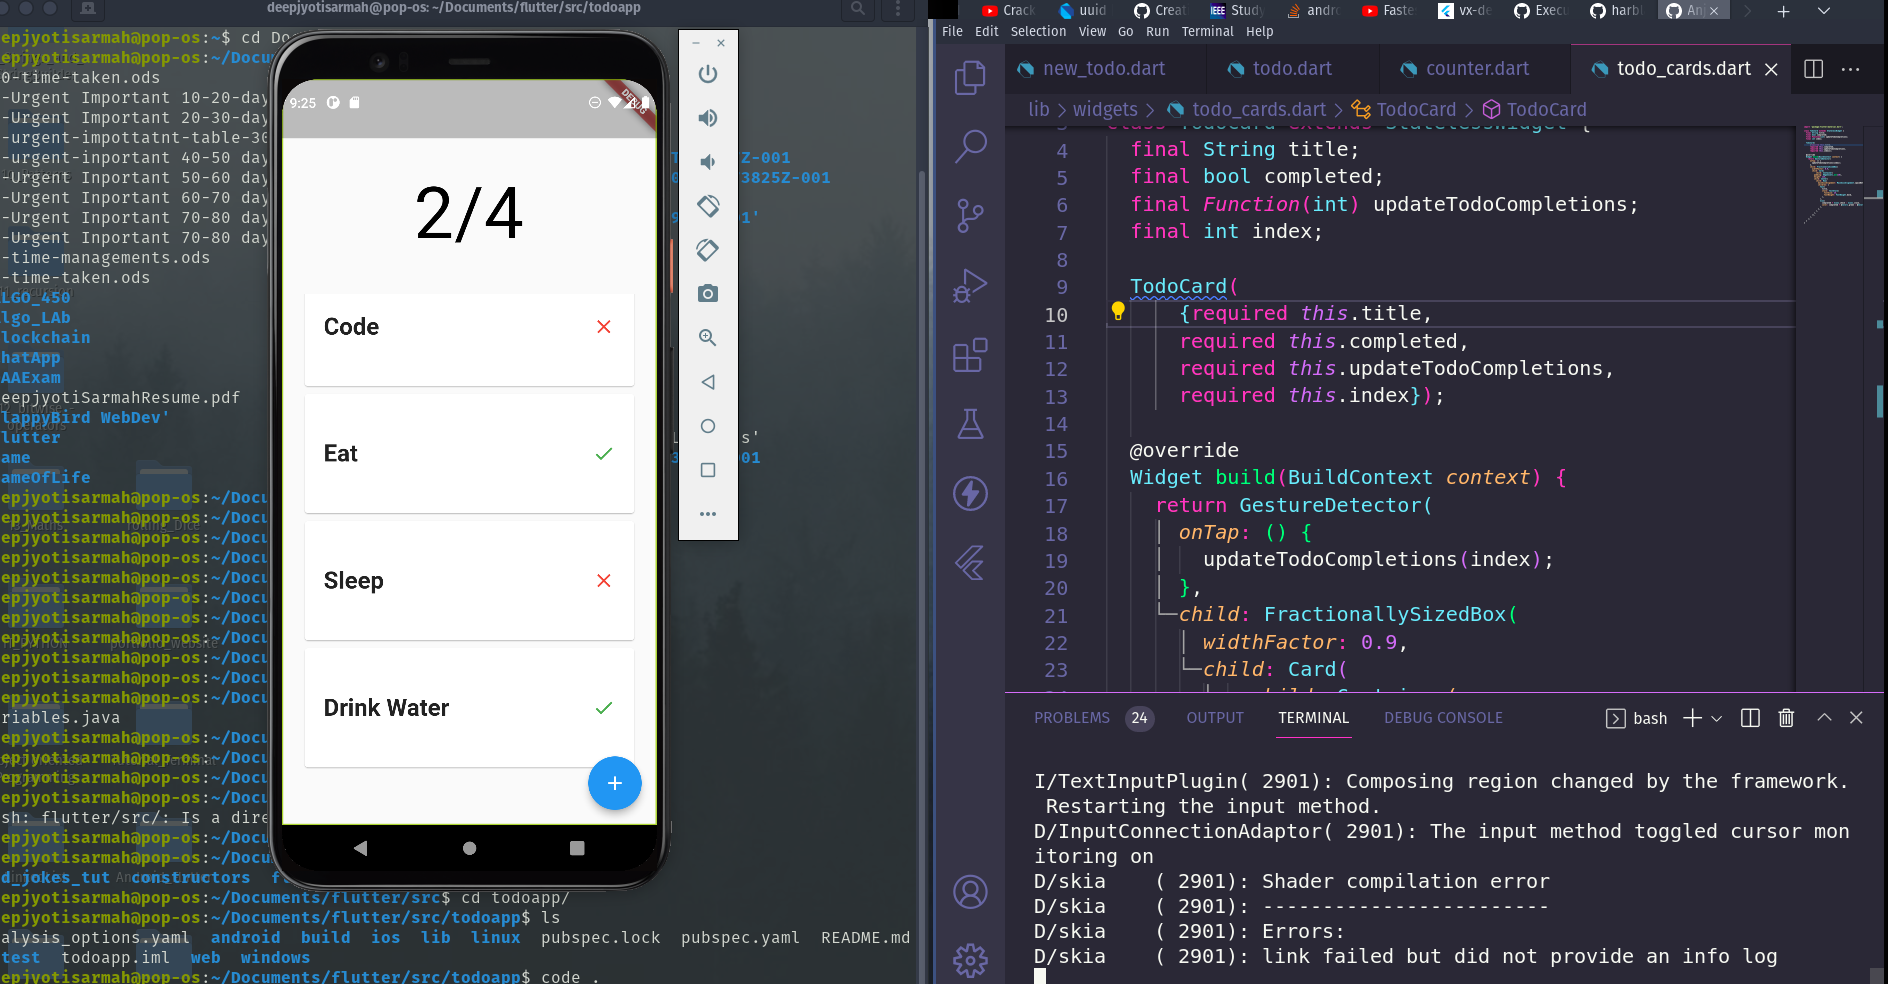 deepjyotisarmah@pop-os: ~/Documents/flutter/src/todoapp
epjyotisarmah@pop-os:~$ cd Do
epjyotisarmah@pop-os:~/Docu
0-time-taken.ods
-Urgent Important 10-20-day
-Urgent Important 20-30-day
-urgent-impottatnt-table-30
-urgent-inportant 40-50 day
-Urgent Inportant 50-60 day
-Urgent Inportant 60-70 day
-Urgent Inportant 70-80 day
-Urgent Inportant 70-80 day
-time-managements.ods
-time-taken.ods
LGO_450
lgo_LAb
lockchain
hatApp
AAExam
eepjyotiSarmahResume.pdf
lappyBird WebDev'
lutter
ame
ameOfLife
epjyotisarmah@pop-os:~/Docu
epjyotisarmah@pop-os:~/Docu
epjyotisarmah@pop-os:~/Docu
epjyotisarmah@pop-os:~/Docu
epjyotisarmah@pop-os:~/Docu
epjyotisarmah@pop-os:~/Docu
epjyotisarmah@pop-os:~/Docu
epjyotisarmah@pop-os:~/Docu
epjyotisarmah@pop-os:~/Docu
epjyotisarmah@pop-os:~/Docu
epjyotisarmah@pop-os:~/Docu
riables.java
epjyotisarmah@pop-os:~/Docu
epjyotisarmah@pop-os:~/Docu
epjyotisarmah@pop-os:~/Docu
epjyotisarmah@pop-os:~/Docu
sh: flutter/src/: Is a dire
epjyotisarmah@pop-os:~/Docu
epjyotisarmah@pop-os:~/Docu
d_jokes_tut constructors f
epjyotisarmah@pop-os:~/Documents/flutter/src$ cd todoapp/
epjyotisarmah@pop-os:~/Documents/flutter/src/todoapp$ ls
alysis_options.yaml android build ios lib linux pubspec.lock pubspec.yaml README.md
test todoapp.iml web windows
epjyotisarmah@pop-os:~/Documents/flutter/src/todoapp$ code .
Z-001
3825Z-001
9:25
DEBUG
2/4
Code
Eat
Sleep
Drink Water
Crack
uuid
Creat
IEEE Study
andro
Faste
vx-de
Execu
harb
Anj
File Edit Selection View Go Run Terminal Help
new_todo.dart
todo.dart
counter.dart
todo_cards.dart
lib > widgets > todo_cards.dart > TodoCard > TodoCard
3 class TodoCard extends StatelessWidget {
4 final String title;
5 final bool completed;
6 final Function(int) updateTodoCompletions;
7 final int index;
8
9 TodoCard(
10 {required this.title,
11 required this.completed,
12 required this.updateTodoCompletions,
13 required this.index});
14
15 @override
16 Widget build(BuildContext context) {
17 return GestureDetector(
18 onTap: () {
19 updateTodoCompletions(index);
20 },
21 child: FractionallySizedBox(
22 widthFactor: 0.9,
23 child: Card(
PROBLEMS 24 OUTPUT TERMINAL DEBUG CONSOLE
bash
I/TextInputPlugin( 2901): Composing region changed by the framework.
Restarting the input method.
D/InputConnectionAdaptor( 2901): The input method toggled cursor mon
itoring on
D/skia    ( 2901): Shader compilation error
D/skia    ( 2901): ------------------------
D/skia    ( 2901): Errors:
D/skia    ( 2901): link failed but did not provide an info log